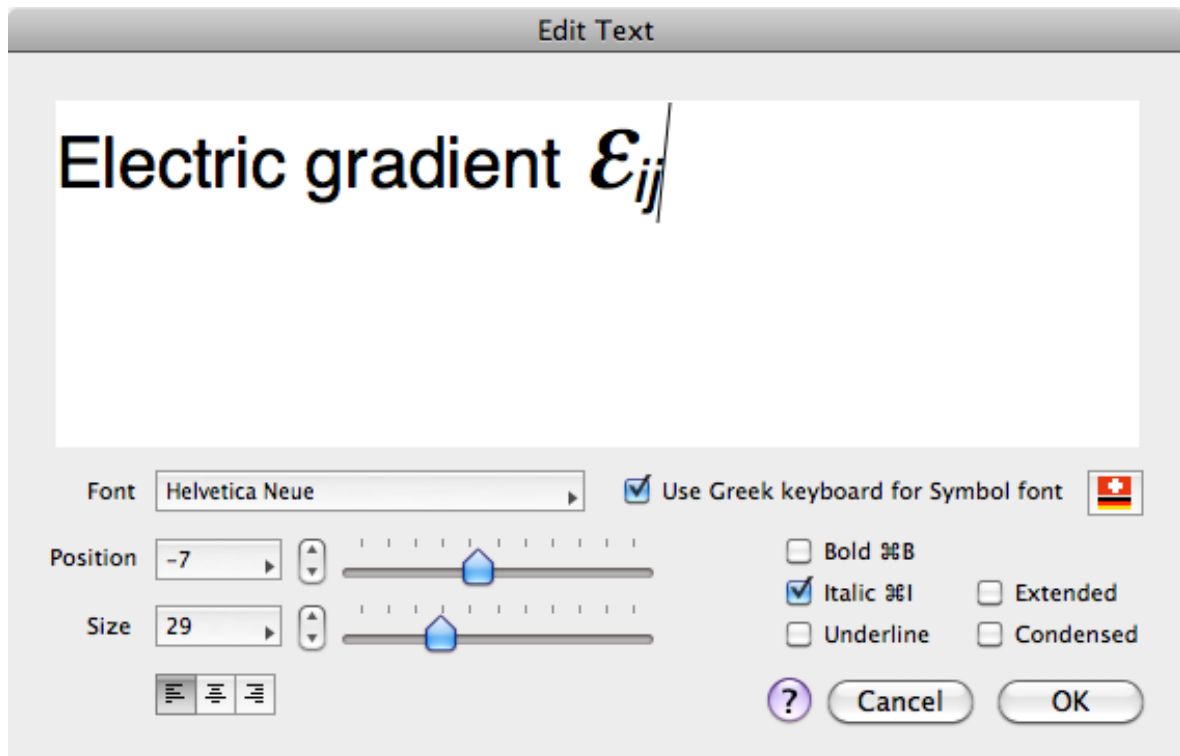 Edit Text
Electric gradient ℰij
Font Helvetica Neue Use Greek keyboard for Symbol font
Position -7 Bold ⌘B
Italic ⌘I Extended
Size 29 Underline Condensed
? Cancel OK